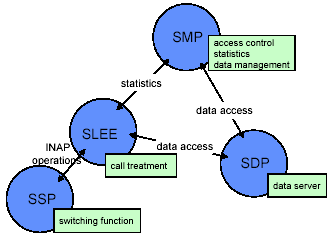 SMP
access control
statistics
data management
statistics
data access
SLEE
INAP
operations
data access
call treatment
SDP
data server
SSP
switching function